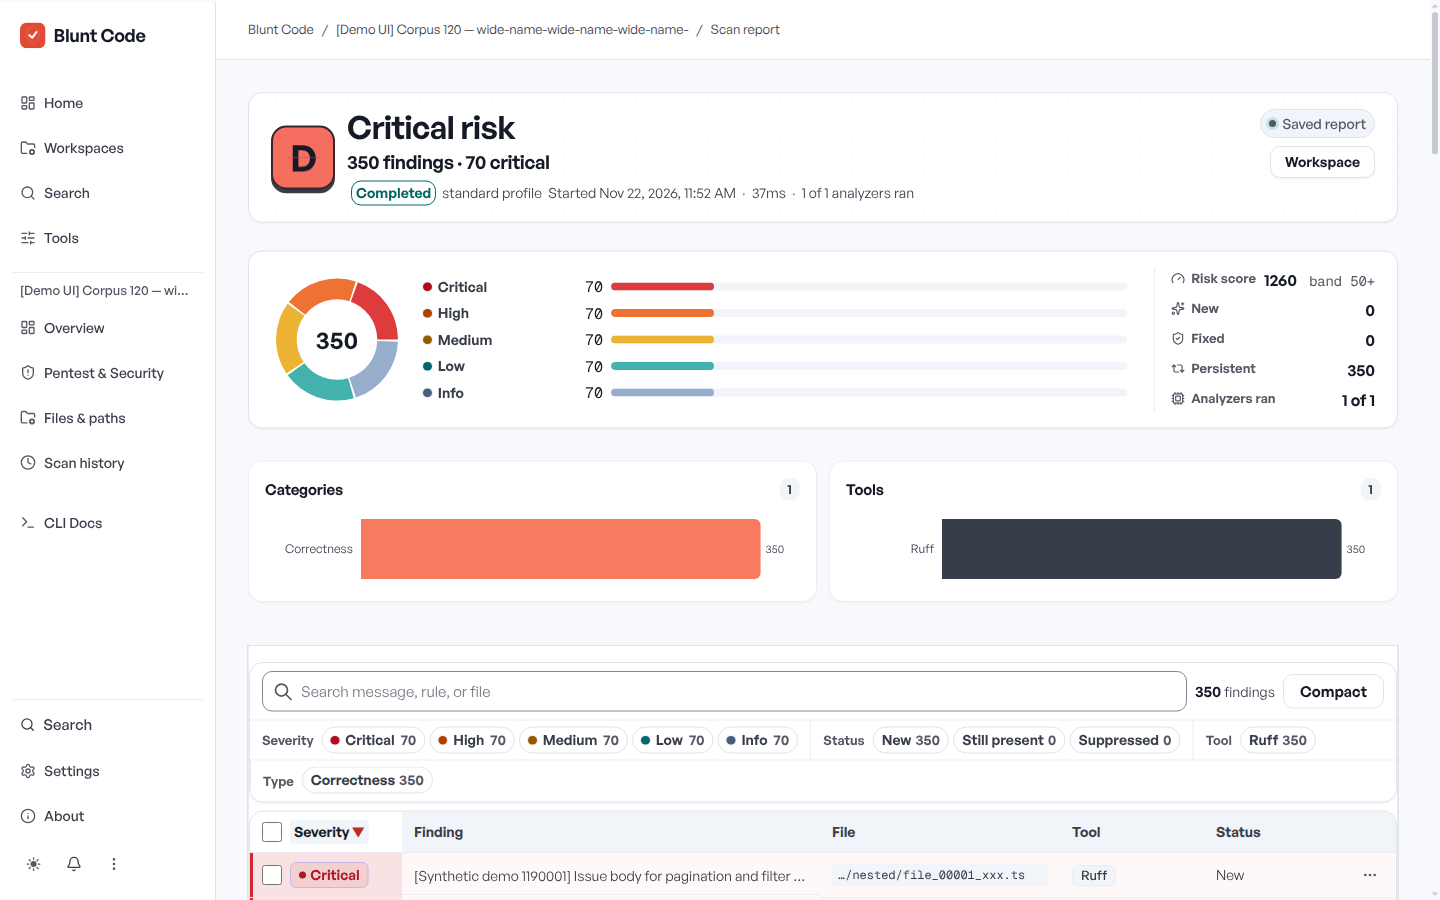 Blunt Code
Home
Workspaces
Search
Tools
[Demo UI] Corpus 120 — wi...
Overview
Pentest & Security
Files & paths
Scan history
CLI Docs
Search
Settings
About
Blunt Code / [Demo UI] Corpus 120 — wide-name-wide-name-wide-name- / Scan report
D
Critical risk
350 findings · 70 critical
Completed standard profile Started Nov 22, 2026, 11:52 AM · 37ms · 1 of 1 analyzers ran
Saved report
Workspace
350
Critical 70
High 70
Medium 70
Low 70
Info 70
Risk score 1260 band 50+
New 0
Fixed 0
Persistent 350
Analyzers ran 1 of 1
Categories 1
Correctness 350
Tools 1
Ruff 350
Search message, rule, or file
350 findings
Compact
Severity Critical 70 High 70 Medium 70 Low 70 Info 70 Status New 350 Still present 0 Suppressed 0 Tool Ruff 350
Type Correctness 350
Severity▼ Finding File Tool Status
Critical [Synthetic demo 1190001] Issue body for pagination and filter ... …/nested/file_00001_xxx.ts Ruff New ...